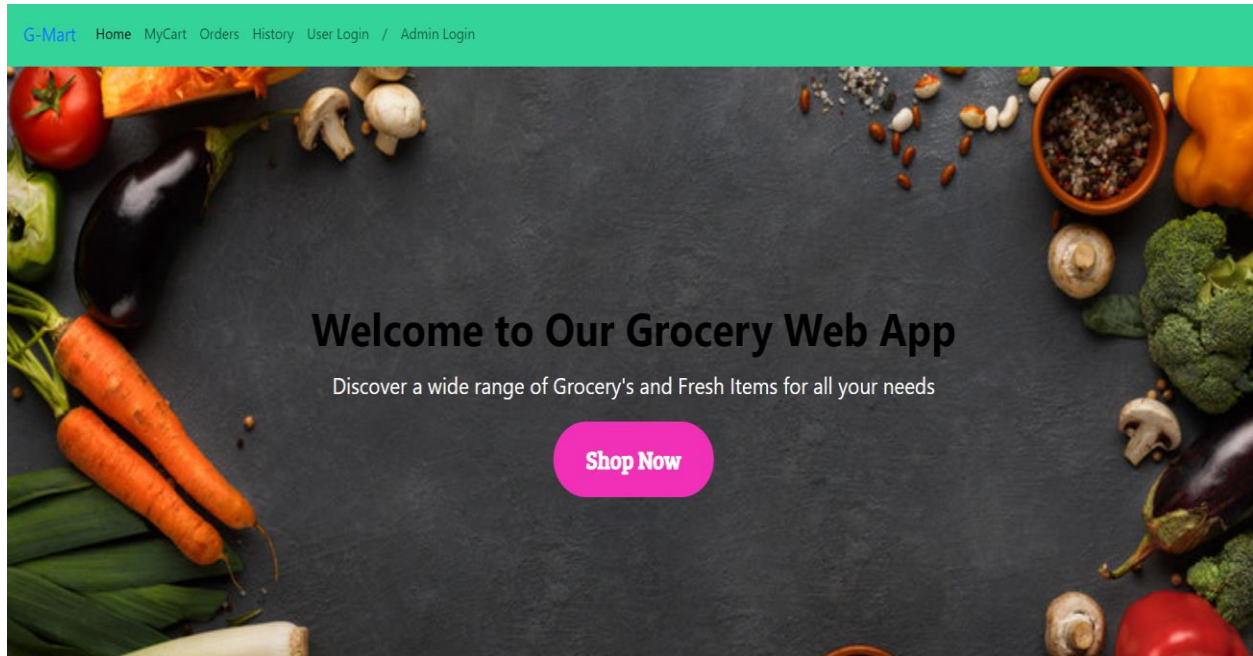 G-Mart Home MyCart Orders History User Login / Admin Login
Welcome to Our Grocery Web App
Discover a wide range of Grocery's and Fresh Items for all your needs
Shop Now